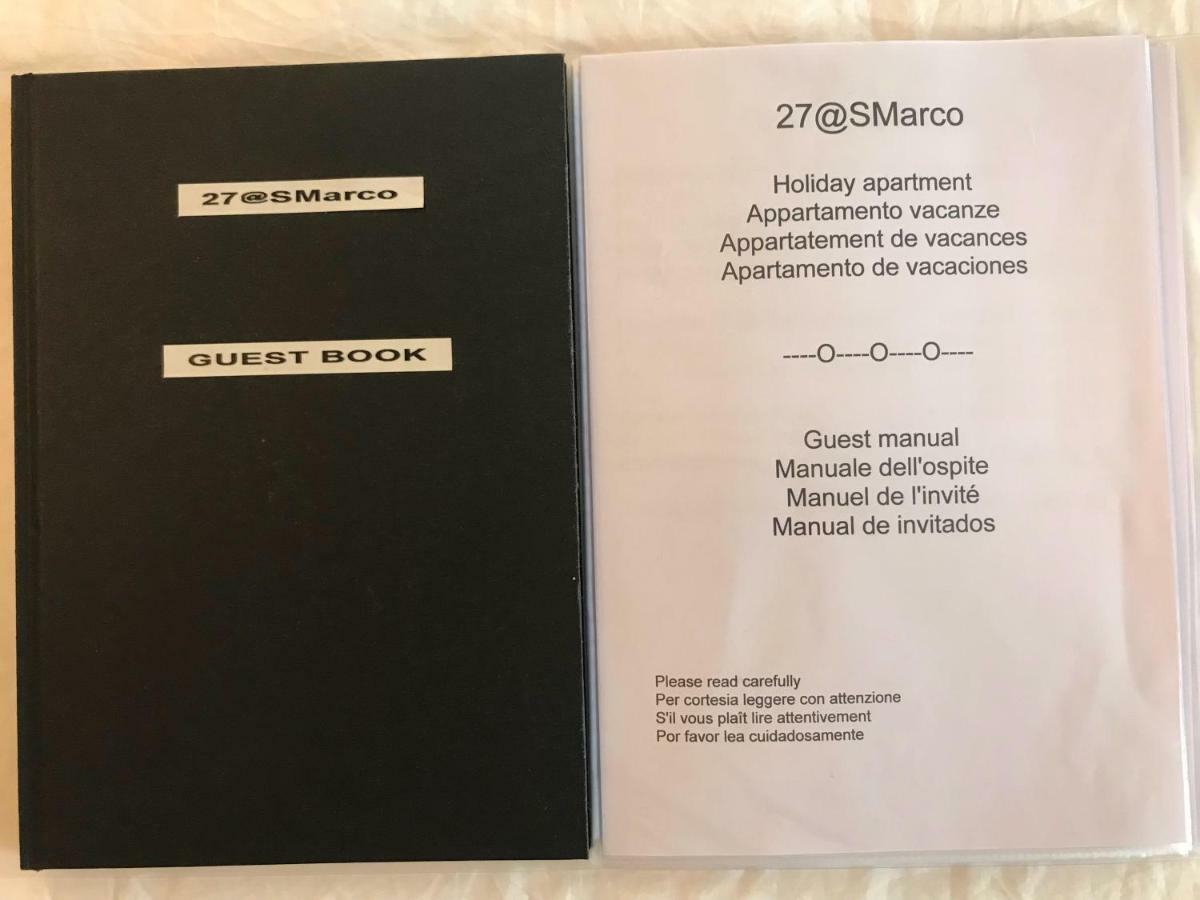 27@SMarco
GUEST BOOK
27@SMarco
Holiday apartment
Appartamento vacanze
Appartatement de vacances
Apartamento de vacaciones
----O----O----O----
Guest manual
Manuale dell'ospite
Manuel de l'invité
Manual de invitados
Please read carefully
Per cortesia leggere con attenzione
S'il vous plaît lire attentivement
Por favor lea cuidadosamente